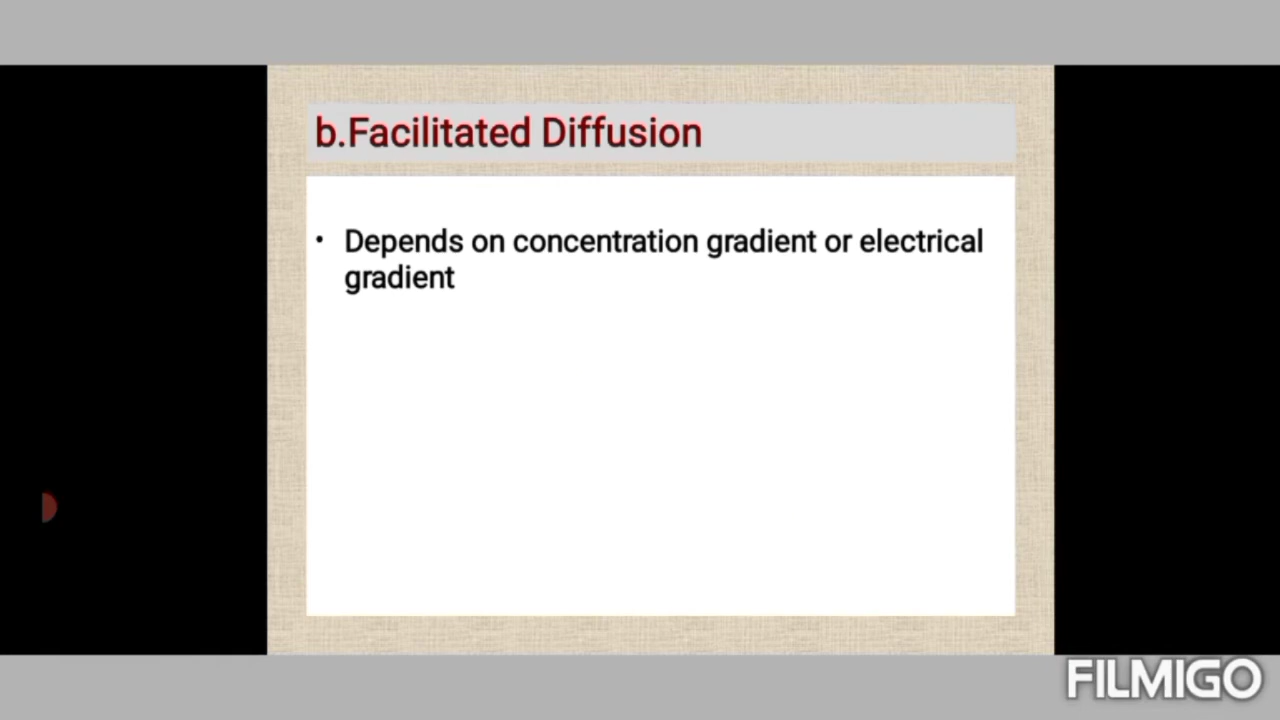 b.Facilitated Diffusion
• Depends on concentration gradient or electrical
gradient
FILMIGO